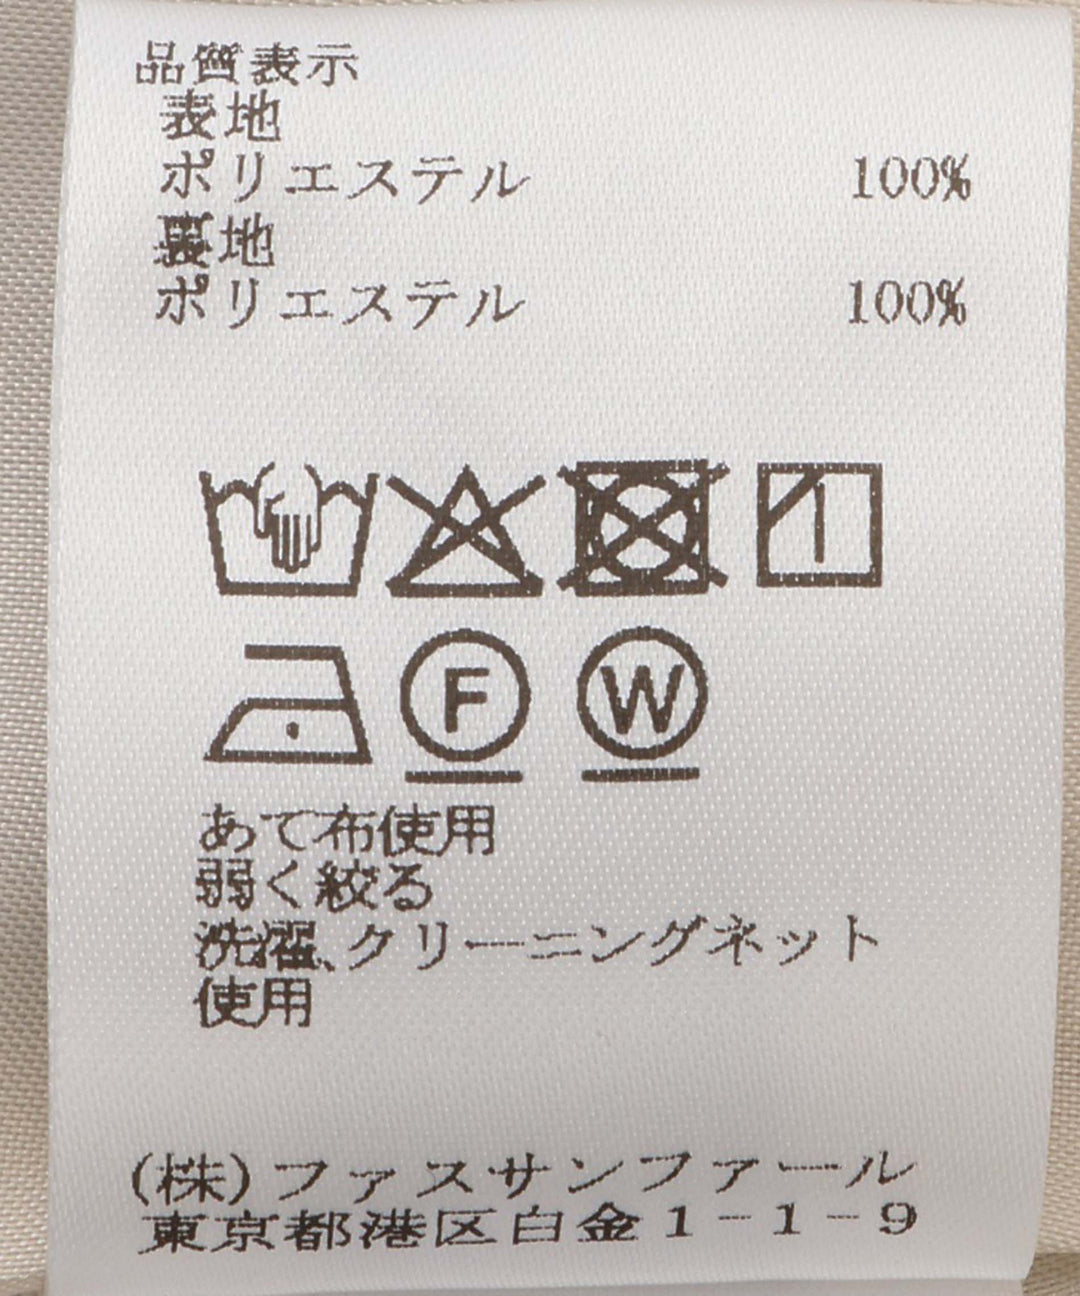 品質表示
表地
ポリエステル 100%
裏地
ポリエステル 100%
F W
あて布使用
弱く絞る
洗濯、クリーニングネット
使用
(株)ファスサンファール
東京都港区白金1-1-9